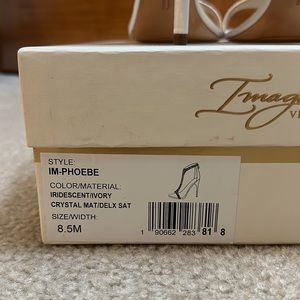 Imag
V
STYLE:
IM-PHOEBE
COLOR/MATERIAL:
IRIDESCENT/IVORY
CRYSTAL MAT/DELX SAT
SIZE/WIDTH:
8.5M
1 90662 283 81 8